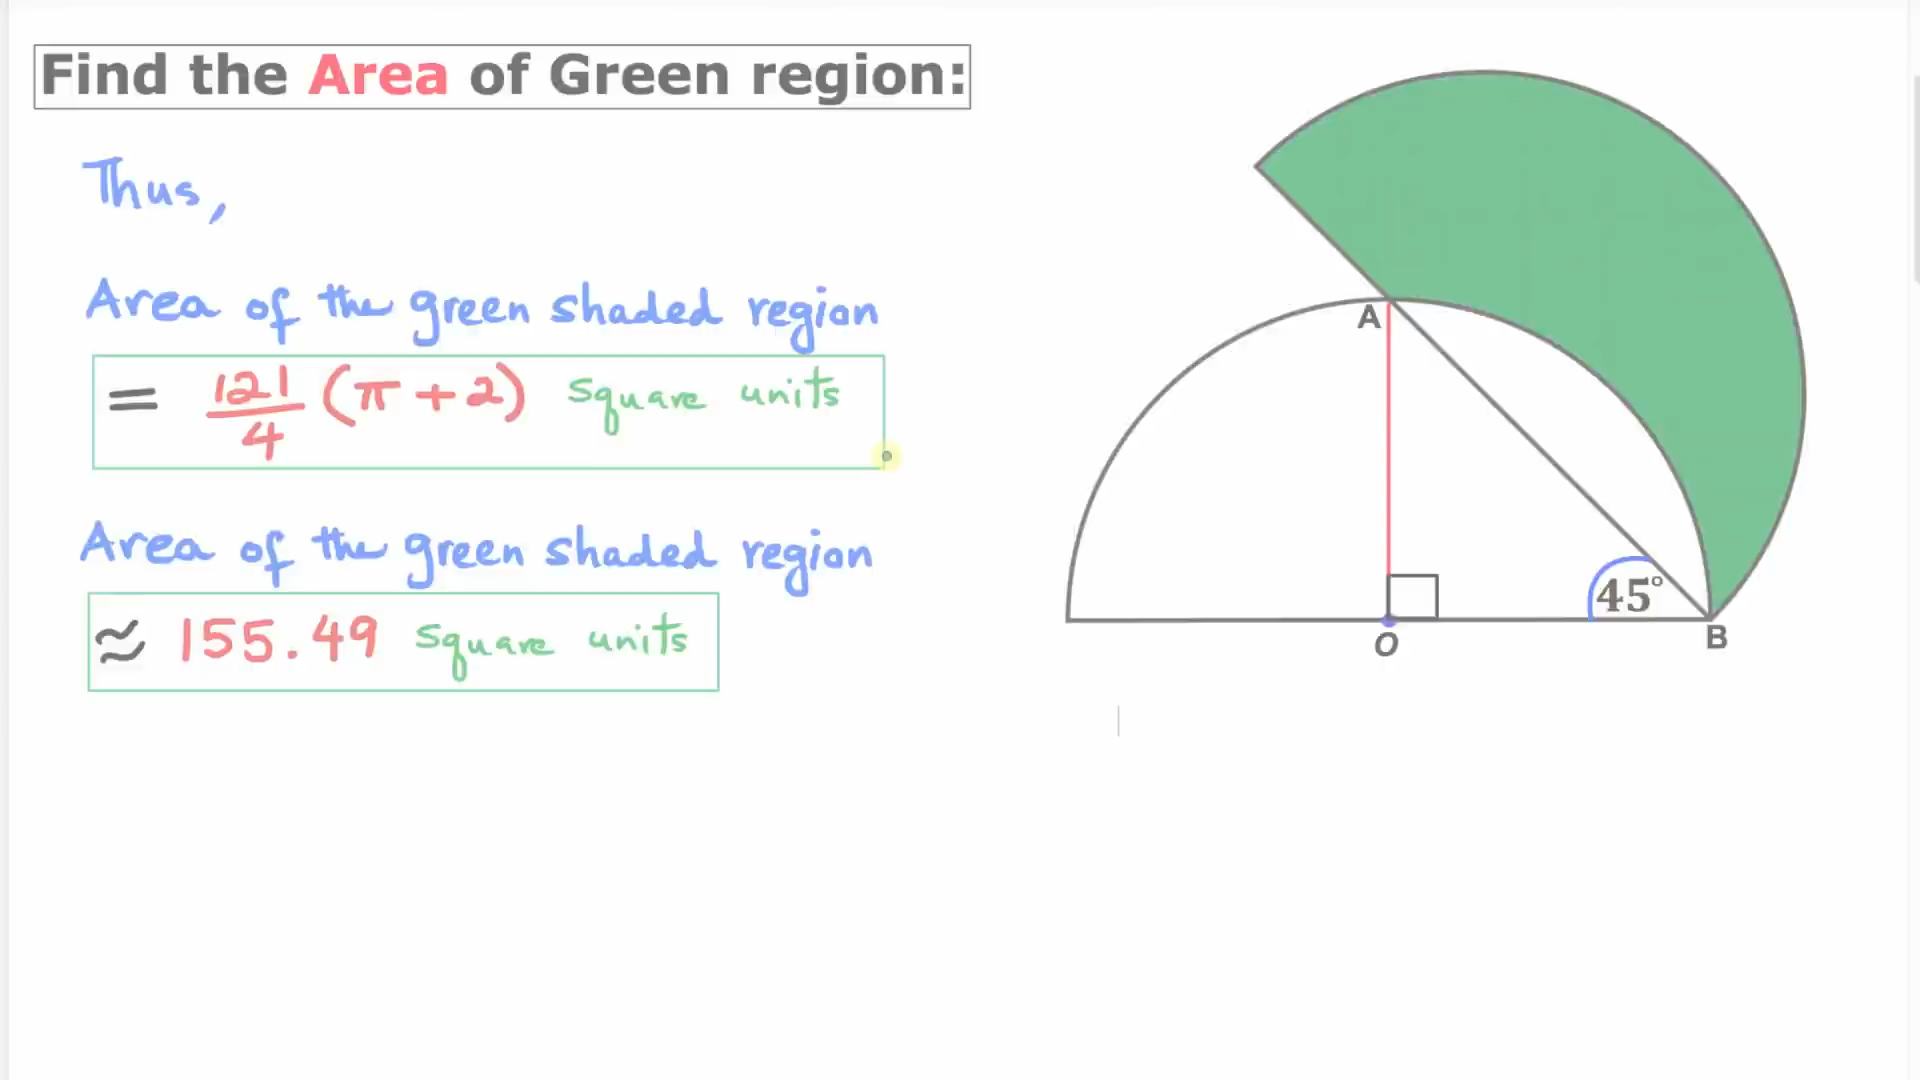 Find the Area of Green region:
Thus,
Area of the green shaded region
= 121/4 (π + 2) square units
Area of the green shaded region
≈ 155.49 square units
A
45°
O
B